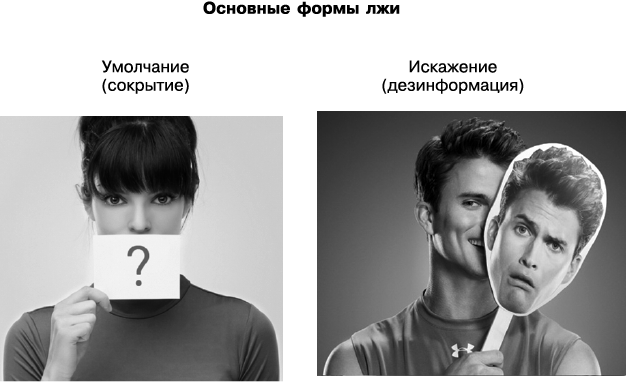 Основные формы лжи
Умолчание
(сокрытие)
Искажение
(дезинформация)
?